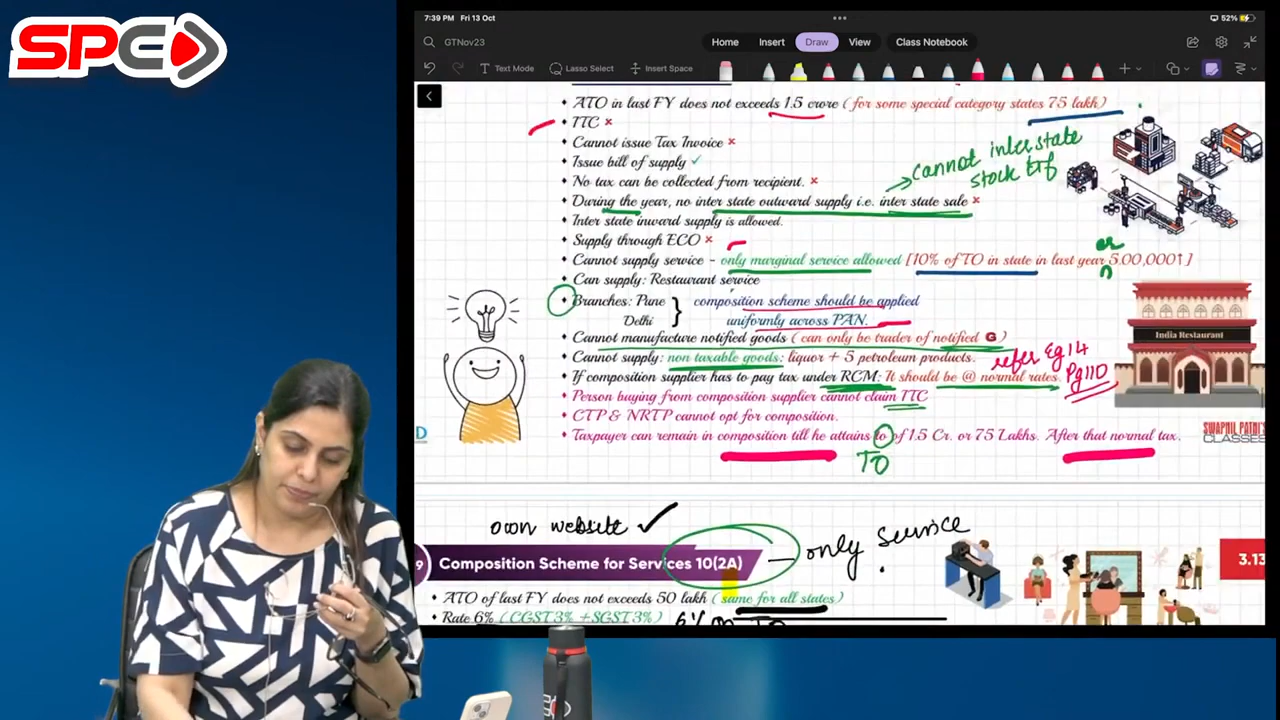 SPC
7:39 PM Fri 13 Oct
52%
GTNov23
Home Insert Draw View Class Notebook
Text Mode Lasso Select Insert Space
ATO in last FY does not exceeds 1.5 crore ( for some special category states 75 lakh)
ITC ×
Cannot issue Tax Invoice ×
Issue bill of supply ✓
No tax can be collected from recipient. ×
cannot interstate
stock trf
During the year, no inter state outward supply i.e. inter state sale ×
Inter state inward supply is allowed.
Supply through ECO ×
or
Cannot supply service - only marginal service allowed [10% of TO in state in last year 5,00,000↑]
Can supply: Restaurant service
Branches: Pune } composition scheme should be applied
Delhi uniformly across PAN.
India Restaurant
Cannot manufacture notified goods ( can only be trader of notified G )
Cannot supply: non taxable goods: liquor + 5 petroleum products.
refer Eg 14
Pg 110
If composition supplier has to pay tax under RCM: It should be @ normal rates.
Person buying from composition supplier cannot claim ITC
CTP & NRTP cannot opt for composition.
Taxpayer can remain in composition till he attains to of 1.5 Cr. or 75 Lakhs. After that normal tax.
TO
D
SWAPNIL PATNI'S
CLASSES
own website ✓
9 Composition Scheme for Services 10(2A)
— only Service
3.13
ATO of last FY does not exceeds 50 lakh ( same for all states)
Rate 6% (CGST 3% +SGST 3%) 6% on TO